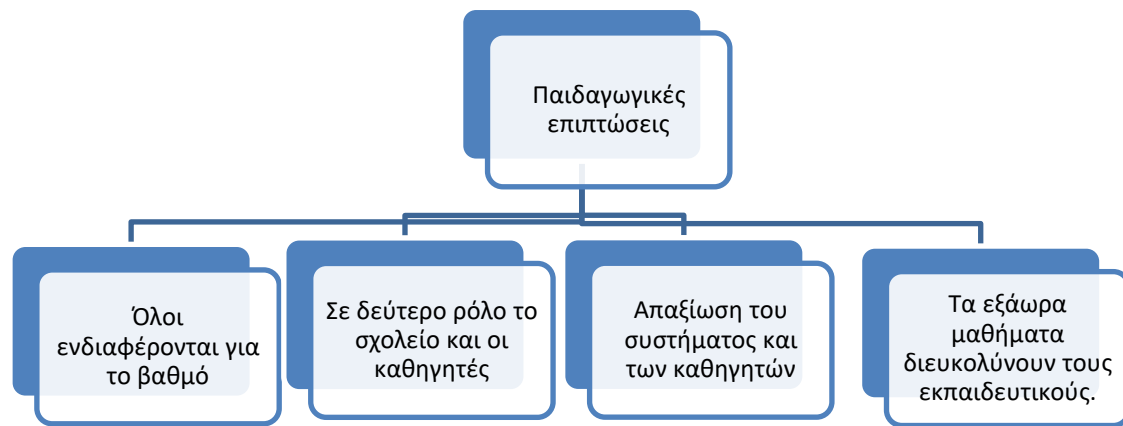 Παιδαγωγικές
επιπτώσεις
Όλοι
ενδιαφέρονται για
το βαθμό
Σε δεύτερο ρόλο το
σχολείο και οι
καθηγητές
Απαξίωση του
συστήματος και
των καθηγητών
Τα εξάωρα
μαθήματα
διευκολύνουν τους
εκπαιδευτικούς.